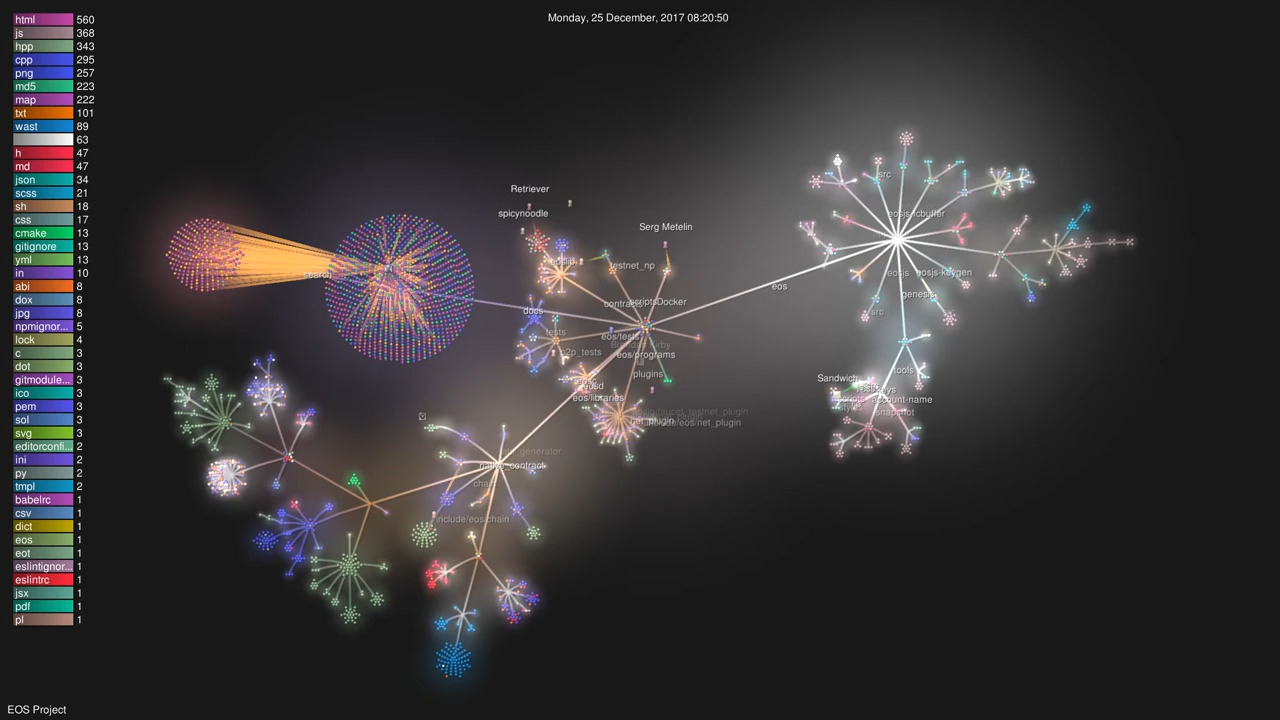 Monday, 25 December, 2017 08:20:50
html 560
js 368
hpp 343
cpp 295
png 257
md5 223
map 222
txt 101
wast 89
63
h 47
md 47
json 34
scss 21
sh 18
css 17
cmake 13
gitignore 13
yml 13
in 10
abi 8
dox 8
jpg 8
npmignor... 5
lock 4
c 3
dot 3
gitmodule... 3
ico 3
pem 3
sol 3
svg 3
editorconfi... 2
ini 2
py 2
tmpl 2
babelrc 1
csv 1
dict 1
eos 1
eot 1
eslintignor... 1
eslintrc 1
jsx 1
pdf 1
pl 1
Retriever
spicynoodle
Serg Metelin
src
eosjs-fcbuffer
testnet_np
search
eosjs
eosjs-keygen
eos
genesis
contracts
docs
src
tests
eos/tests
p2p_tests
eos/programs
tools
plugins
Sandwich
eos/libraries
account-name
snapshot
include/eos/net_plugin
native_contract
chain
include/eos/chain
EOS Project